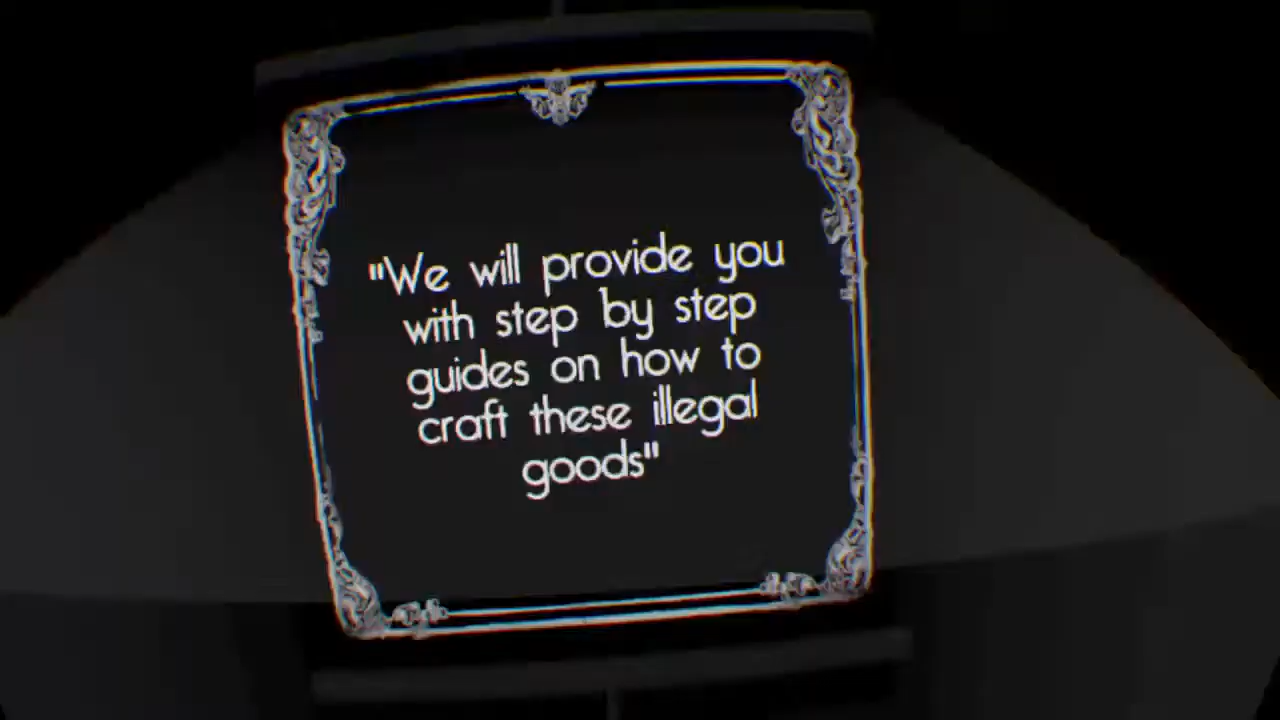 "We will provide you
with step by step
guides on how to
craft these illegal
goods"